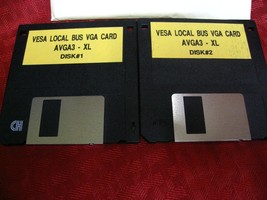 VESA LOCAL BUS VGA CARD
AVGA3 - XL
DISK#1
VESA LOCAL BUS VGA CARD
AVGA3 - XL
DISK#2